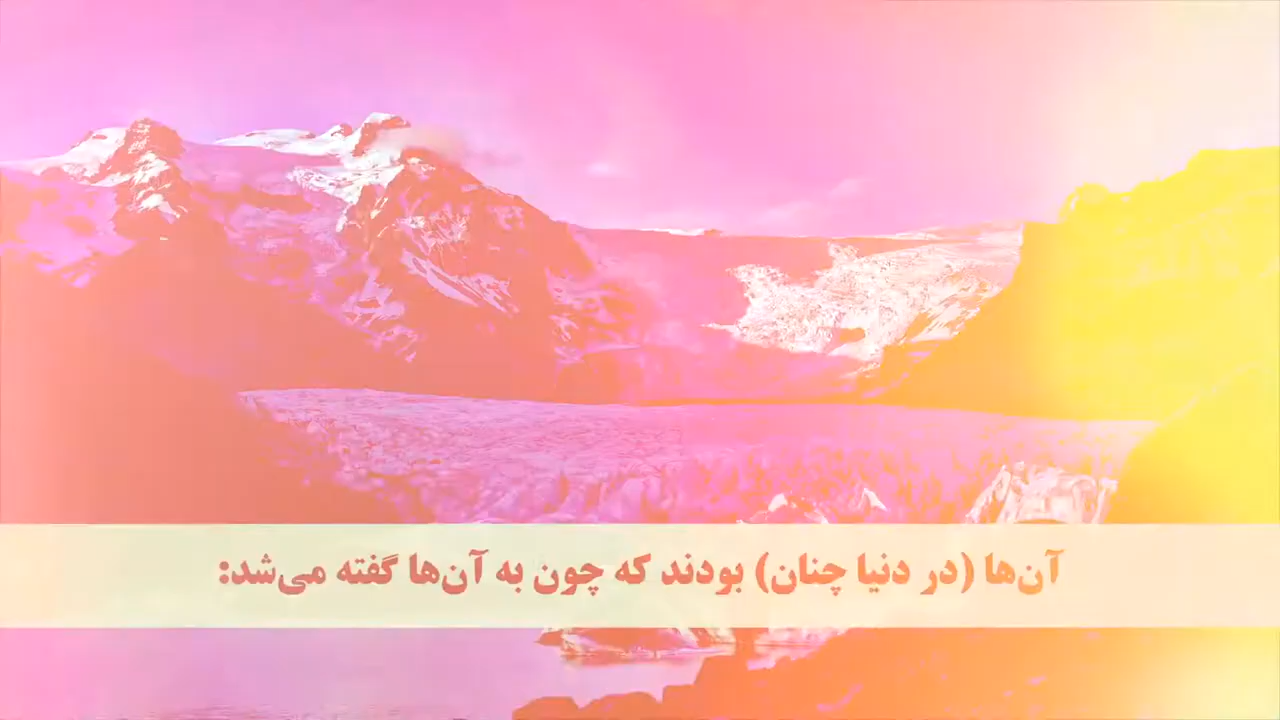 آن‌ها (در دنیا چنان) بودند که چون به آن‌ها گفته می‌شد: